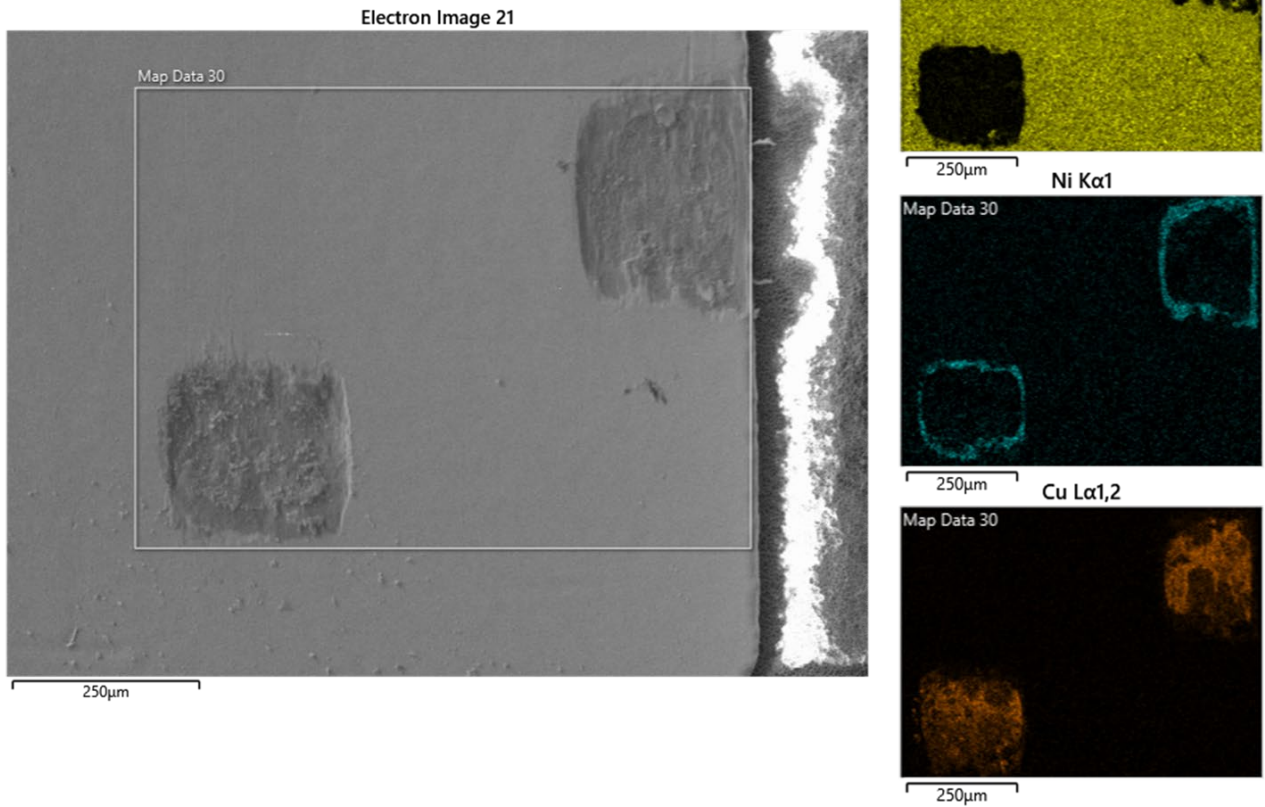 Electron Image 21
Map Data 30
250µm
250µm
Ni Kα1
Map Data 30
250µm
Cu Lα1,2
Map Data 30
250µm